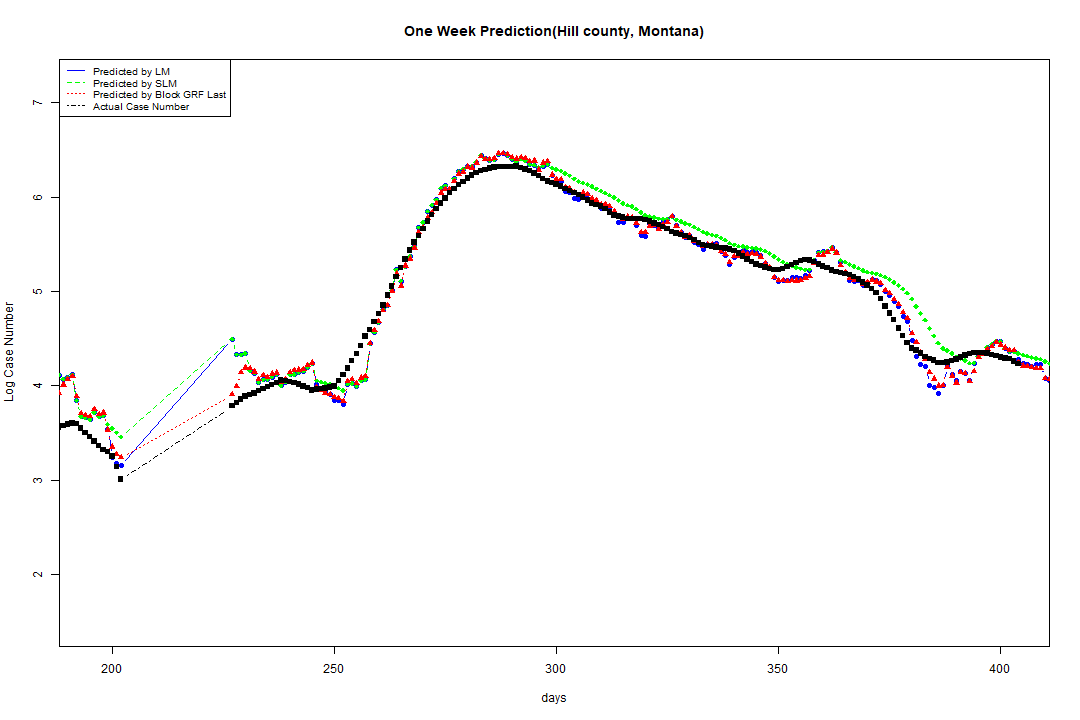 One Week Prediction(Hill county, Montana)
Predicted by LM
Predicted by SLM
Predicted by Block GRF Last
Actual Case Number
7
6
5
4
3
2
Log Case Number
200 250 300 350 400
days